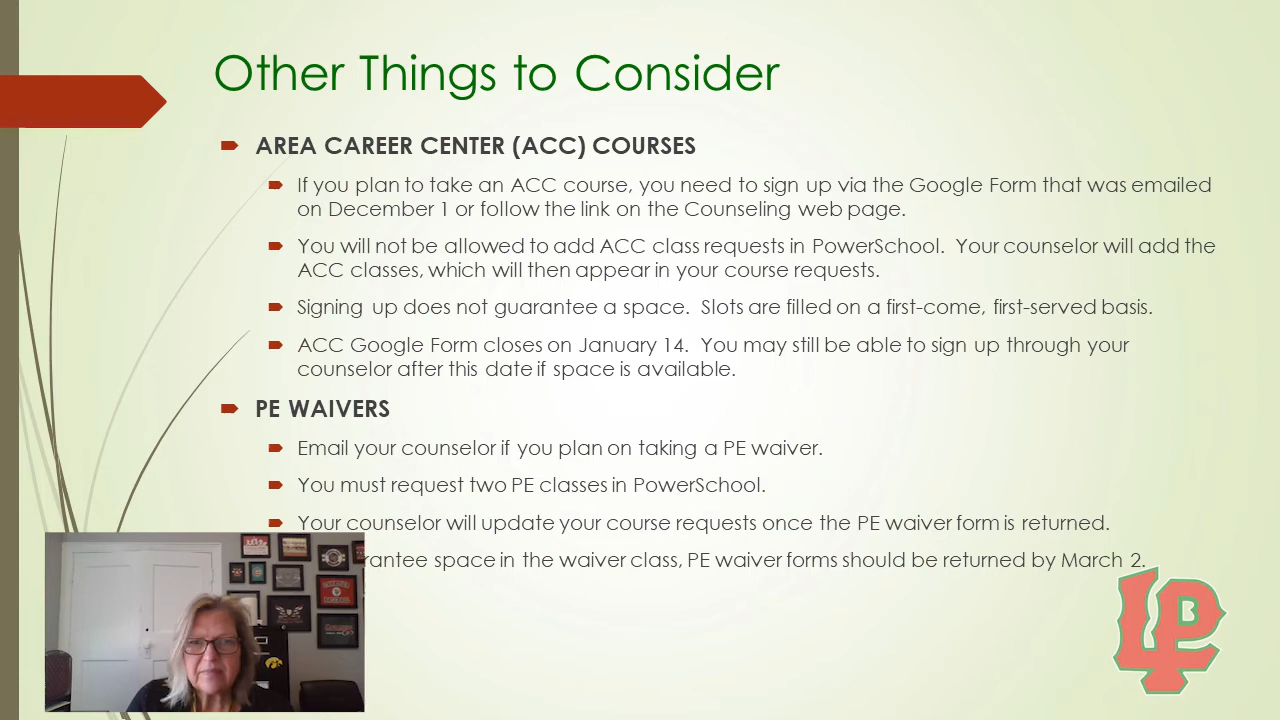 Other Things to Consider
AREA CAREER CENTER (ACC) COURSES
If you plan to take an ACC course, you need to sign up via the Google Form that was emailed
on December 1 or follow the link on the Counseling web page.
You will not be allowed to add ACC class requests in PowerSchool.  Your counselor will add the
ACC classes, which will then appear in your course requests.
Signing up does not guarantee a space.  Slots are filled on a first-come, first-served basis.
ACC Google Form closes on January 14.  You may still be able to sign up through your
counselor after this date if space is available.
PE WAIVERS
Email your counselor if you plan on taking a PE waiver.
You must request two PE classes in PowerSchool.
Your counselor will update your course requests once the PE waiver form is returned.
rantee space in the waiver class, PE waiver forms should be returned by March 2.
LP